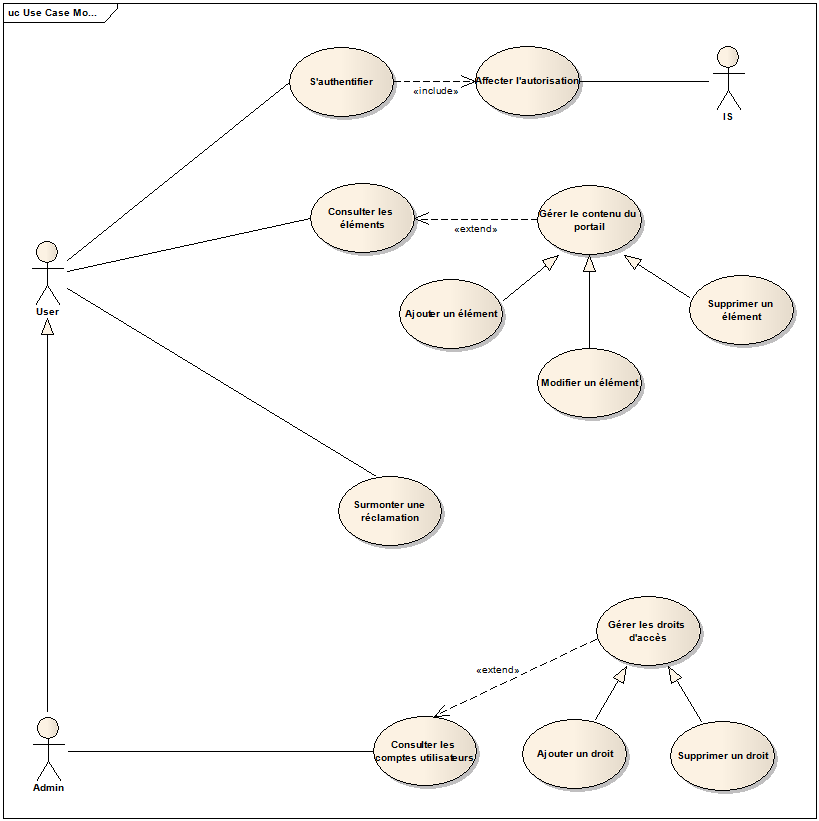 uc Use Case Mo...
S'authentifier
«include»
Affecter l'autorisation
IS
Consulter les
éléments
«extend»
Gérer le contenu du
portail
User
Ajouter un élément
Supprimer un
élément
Modifier un élément
Surmonter une
réclamation
Gérer les droits
d'accès
«extend»
Consulter les
comptes utilisateurs
Ajouter un droit
Supprimer un droit
Admin